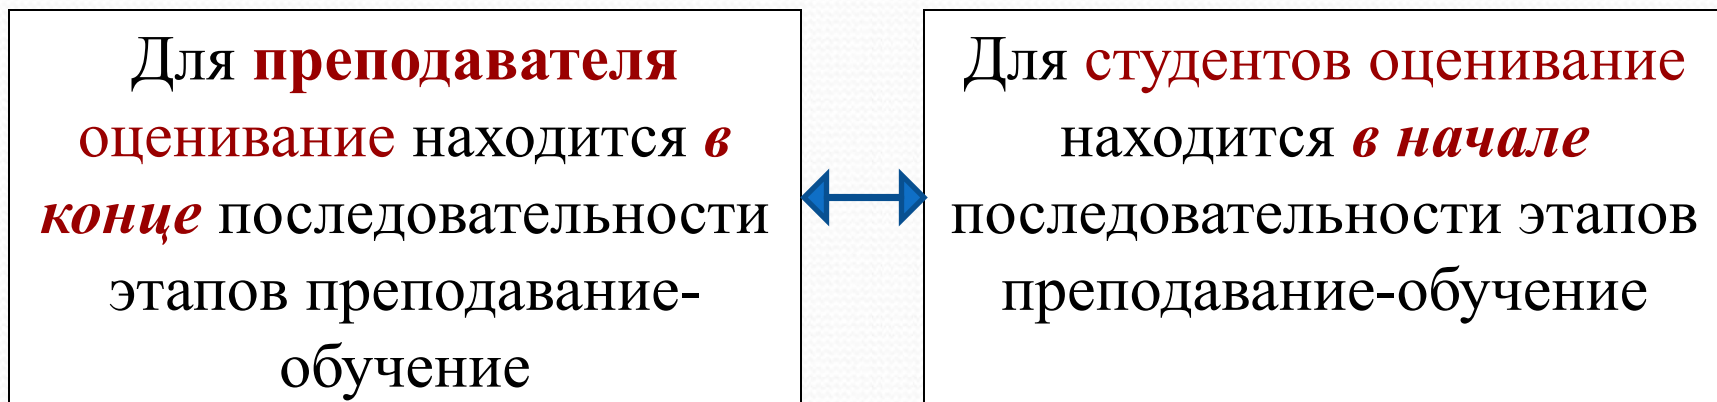 Для преподавателя
оценивание находится в
конце последовательности
этапов преподавание-
обучение
Для студентов оценивание
находится в начале
последовательности этапов
преподавание-обучение